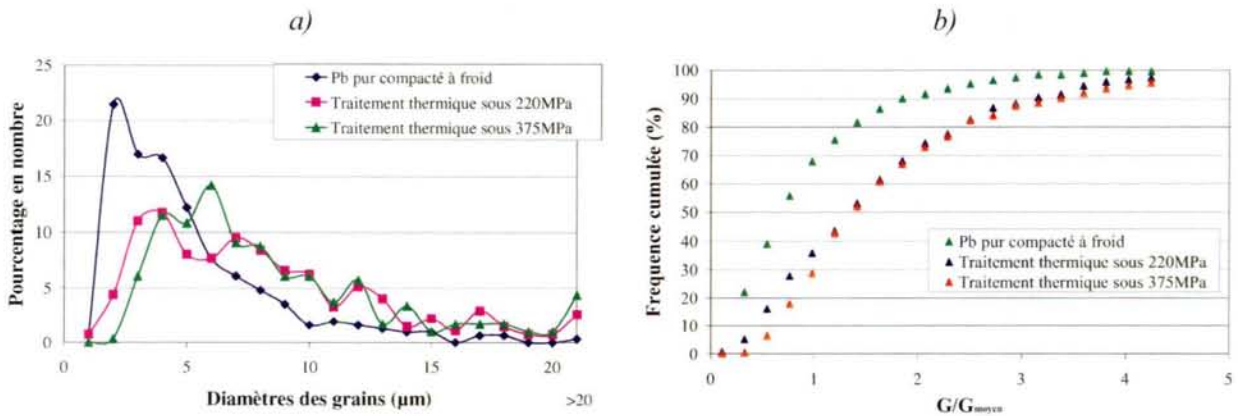 a)
25
20
15
10
5
0
Pourcentage en nombre
Pb pur compacté à froid
Traitement thermique sous 220MPa
Traitement thermique sous 375MPa
0
5
10
15
20
Diamètres des grains (µm)
>20
b)
100
90
80
70
60
50
40
30
20
10
0
Frequence cumulée (%)
Pb pur compacté à froid
Traitement thermique sous 220MPa
Traitement thermique sous 375MPa
0
1
2
3
4
5
G/Gmoyen